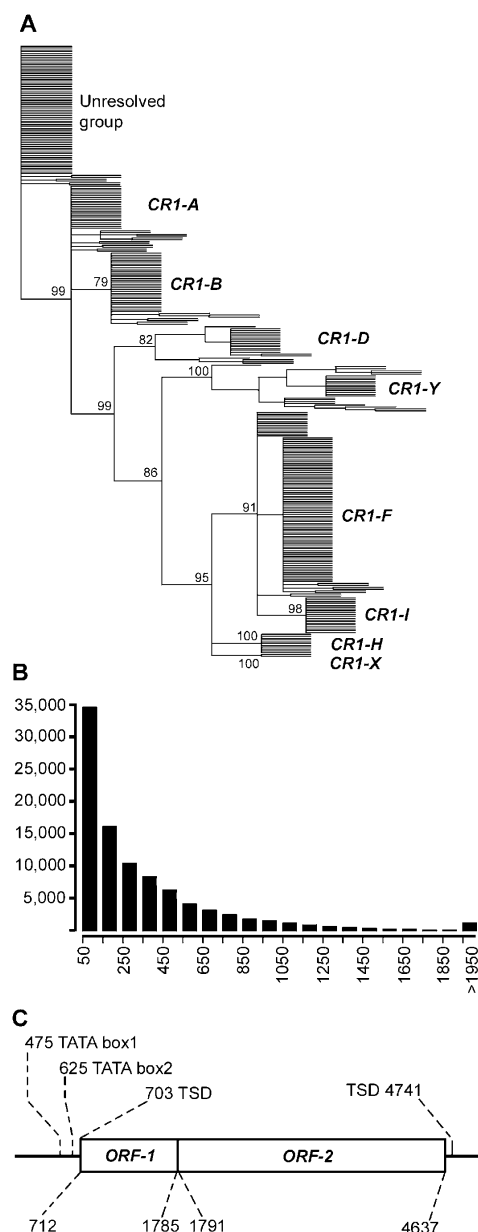 A
Unresolved
group
CR1-A
99
79
CR1-B
82
CR1-D
100
CR1-Y
99
86
91
CR1-F
95
98
CR1-I
100
CR1-H
100
CR1-X
B
35,000
30,000
25,000
20,000
15,000
10,000
5,000
50 250 450 650 850 1050 1250 1450 1650 1850 >1950
C
475 TATA box1
625 TATA box2
703 TSD
TSD 4741
ORF-1 ORF-2
712 1785 1791 4637